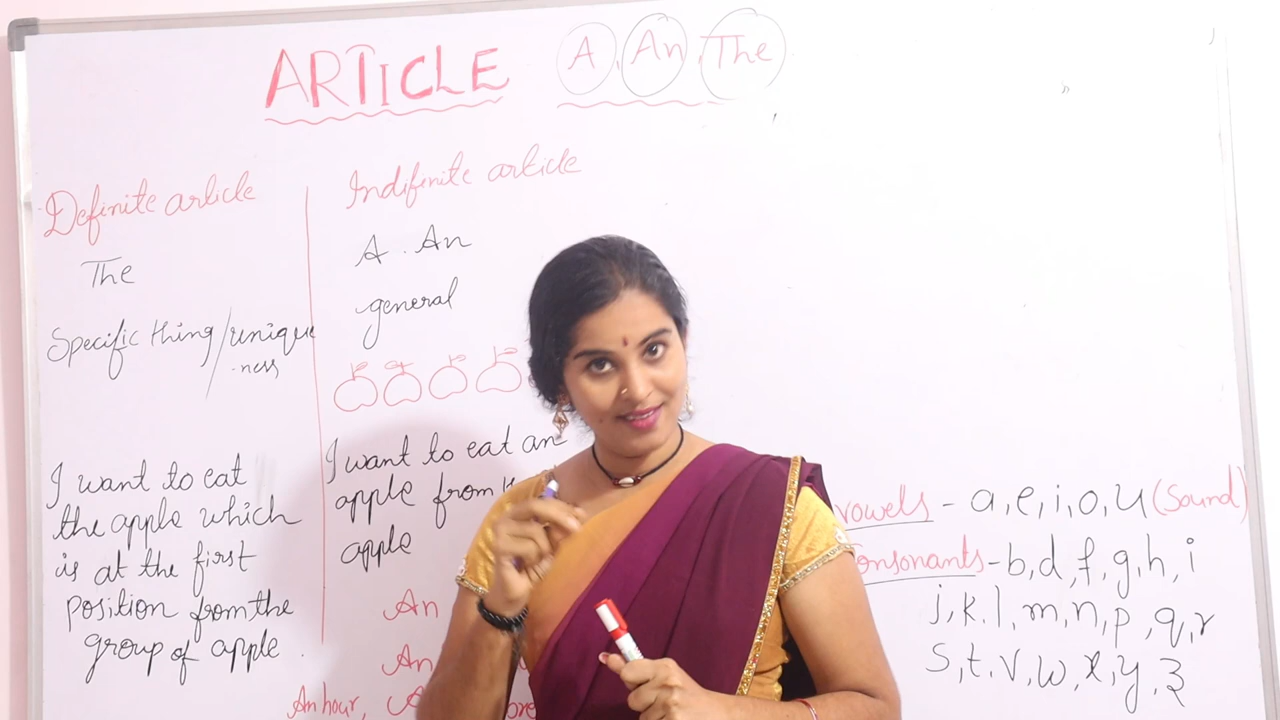 ARTICLE A, An, The
Definite article
The
Specific thing/unique
-ness
I want to eat
the apple which
is at the first
position from the
group of apple.
Indifinite article
A. An
general
I want to eat an
apple from
apple
An
An
An hour,
vowels - a, e, i, o, u (Sound)
Consonants - b, d, f, g, h, i
j, k, l, m, n, p, q, r
s, t, v, w, x, y, z